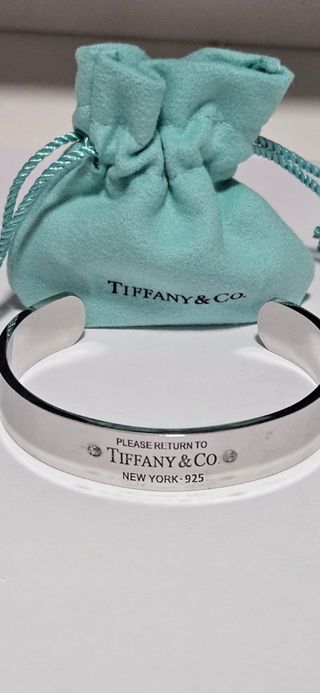 TIFFANY & CO.
PLEASE RETURN TO
TIFFANY & CO.
NEW YORK - 925